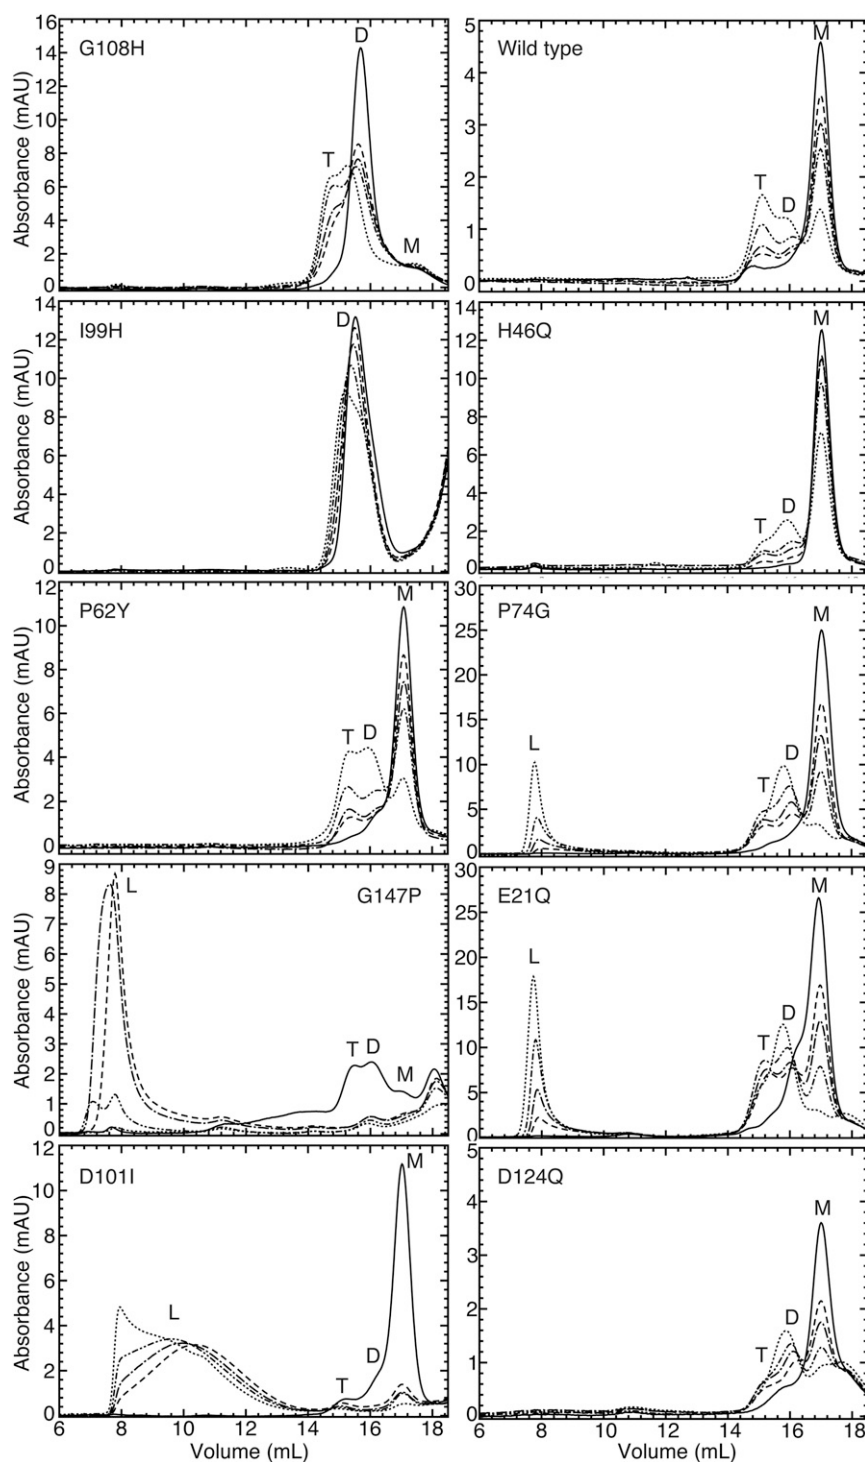 Absorbance (mAU)
16
14
12
10
8
6
4
2
0
G108H
T
D
M
5
4
3
2
1
0
Wild type
T
D
M
Absorbance (mAU)
14
12
10
8
6
4
2
0
I99H
D
14
12
10
8
6
4
2
0
H46Q
T
D
M
Absorbance (mAU)
12
10
8
6
4
2
0
P62Y
T
D
M
30
25
20
15
10
5
0
P74G
L
T
D
M
Absorbance (mAU)
9
8
7
6
5
4
3
2
1
0
G147P
L
T
D
M
30
25
20
15
10
5
0
E21Q
L
T
D
M
Absorbance (mAU)
12
10
8
6
4
2
0
D101I
L
T
D
M
6 8 10 12 14 16 18
Volume (mL)
5
4
3
2
1
0
D124Q
T
D
M
6 8 10 12 14 16 18
Volume (mL)